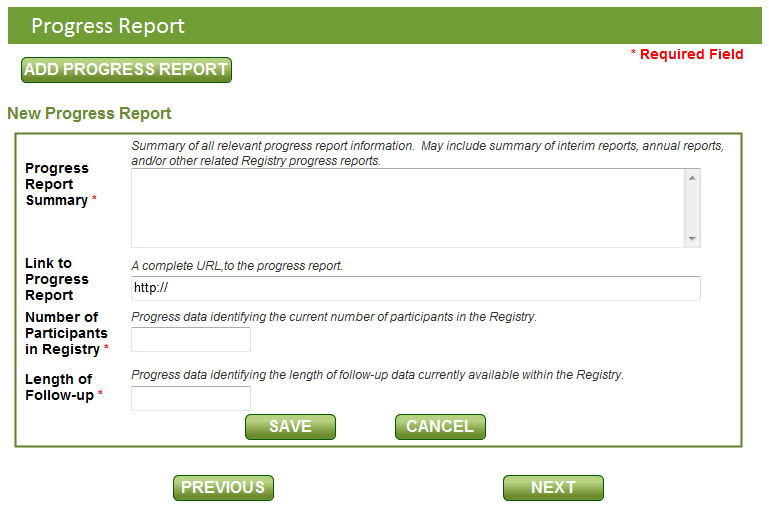 Progress Report
* Required Field
ADD PROGRESS REPORT
New Progress Report
Summary of all relevant progress report information.  May include summary of interim reports, annual reports,
and/or other related Registry progress reports.
Progress
Report
Summary *
Link to
Progress
Report
A complete URL,to the progress report.
http://
Number of
Participants
in Registry *
Progress data identifying the current number of participants in the Registry.
Length of
Follow-up *
Progress data identifying the length of follow-up data currently available within the Registry.
SAVE
CANCEL
PREVIOUS
NEXT